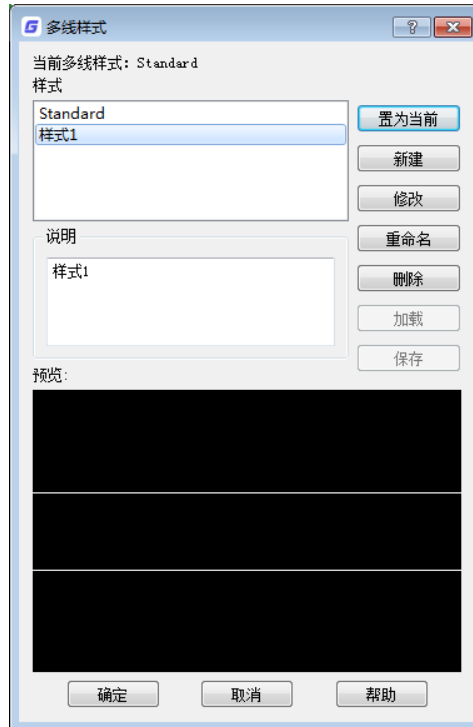 多线样式
当前多线样式: Standard
样式
Standard
样式1
置为当前
新建
修改
重命名
删除
加载
保存
说明
样式1
预览:
确定
取消
帮助